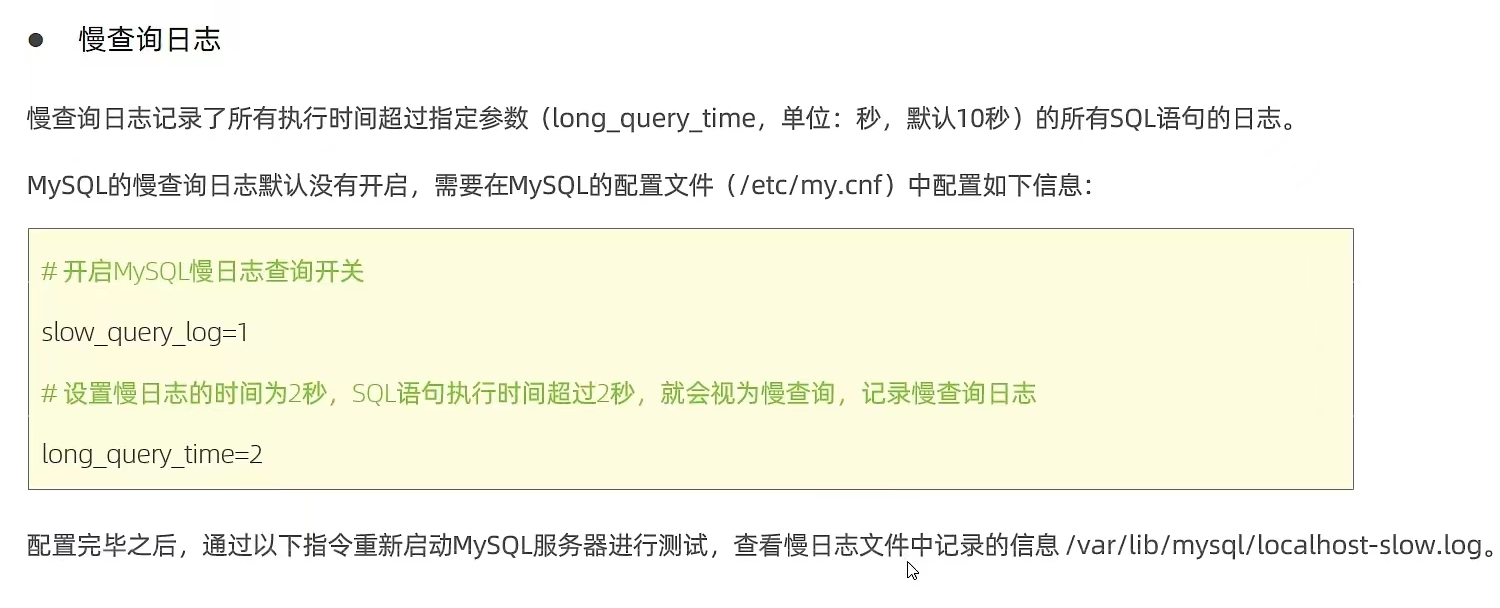 ● 慢查询日志
慢查询日志记录了所有执行时间超过指定参数（long_query_time，单位：秒，默认10秒）的所有SQL语句的日志。
MySQL的慢查询日志默认没有开启，需要在MySQL的配置文件（/etc/my.cnf）中配置如下信息：
# 开启MySQL慢日志查询开关
slow_query_log=1
# 设置慢日志的时间为2秒，SQL语句执行时间超过2秒，就会视为慢查询，记录慢查询日志
long_query_time=2
配置完毕之后，通过以下指令重新启动MySQL服务器进行测试，查看慢日志文件中记录的信息 /var/lib/mysql/localhost-slow.log。